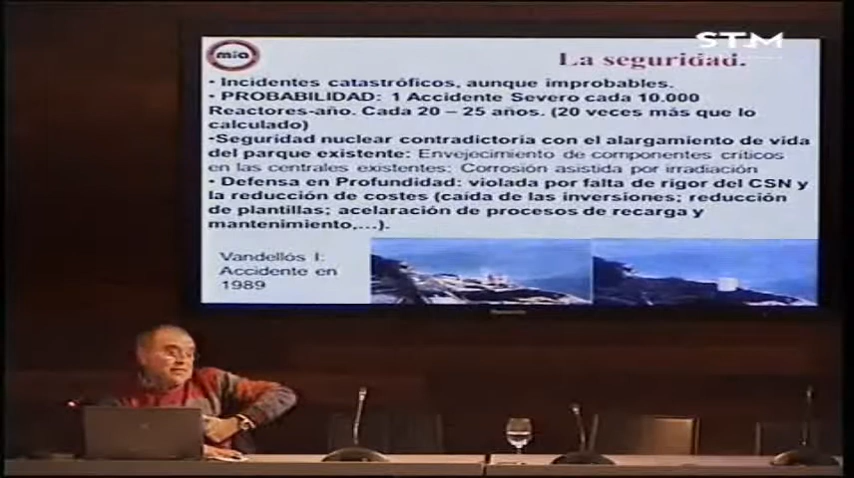 STM
mia
La seguridad.
• Incidentes catastróficos, aunque improbables.
• PROBABILIDAD: 1 Accidente Severo cada 10.000
Reactores-año. Cada 20 – 25 años. (20 veces más que lo
calculado)
•Seguridad nuclear contradictoria con el alargamiento de vida
del parque existente: Envejecimiento de componentes críticos
en las centrales existentes; Corrosión asistida por irradiación
• Defensa en Profundidad: violada por falta de rigor del CSN y
la reducción de costes (caída de las inversiones; reducción
de plantillas; acelaración de procesos de recarga y
mantenimiento,...).
Vandellós I:
Accidente en
1989